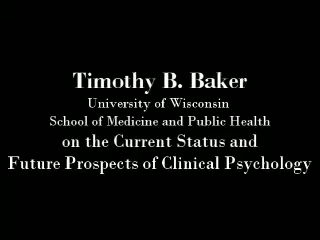 Timothy B. Baker
University of Wisconsin
School of Medicine and Public Health
on the Current Status and
Future Prospects of Clinical Psychology